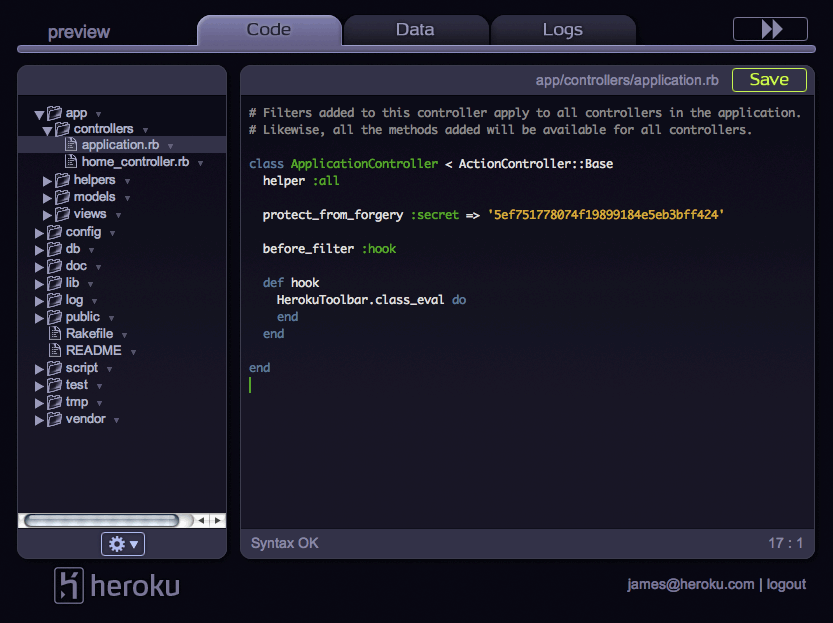 preview
Code
Data
Logs
app
controllers
application.rb
home_controller.rb
helpers
models
views
config
db
doc
lib
log
public
Rakefile
README
script
test
tmp
vendor
app/controllers/application.rb
Save
# Filters added to this controller apply to all controllers in the application.
# Likewise, all the methods added will be available for all controllers.
class ApplicationController < ActionController::Base
helper :all
protect_from_forgery :secret => '5ef751778074f19899184e5eb3bff424'
before_filter :hook
def hook
HerokuToolbar.class_eval do
end
end
end
Syntax OK
17 : 1
heroku
james@heroku.com | logout